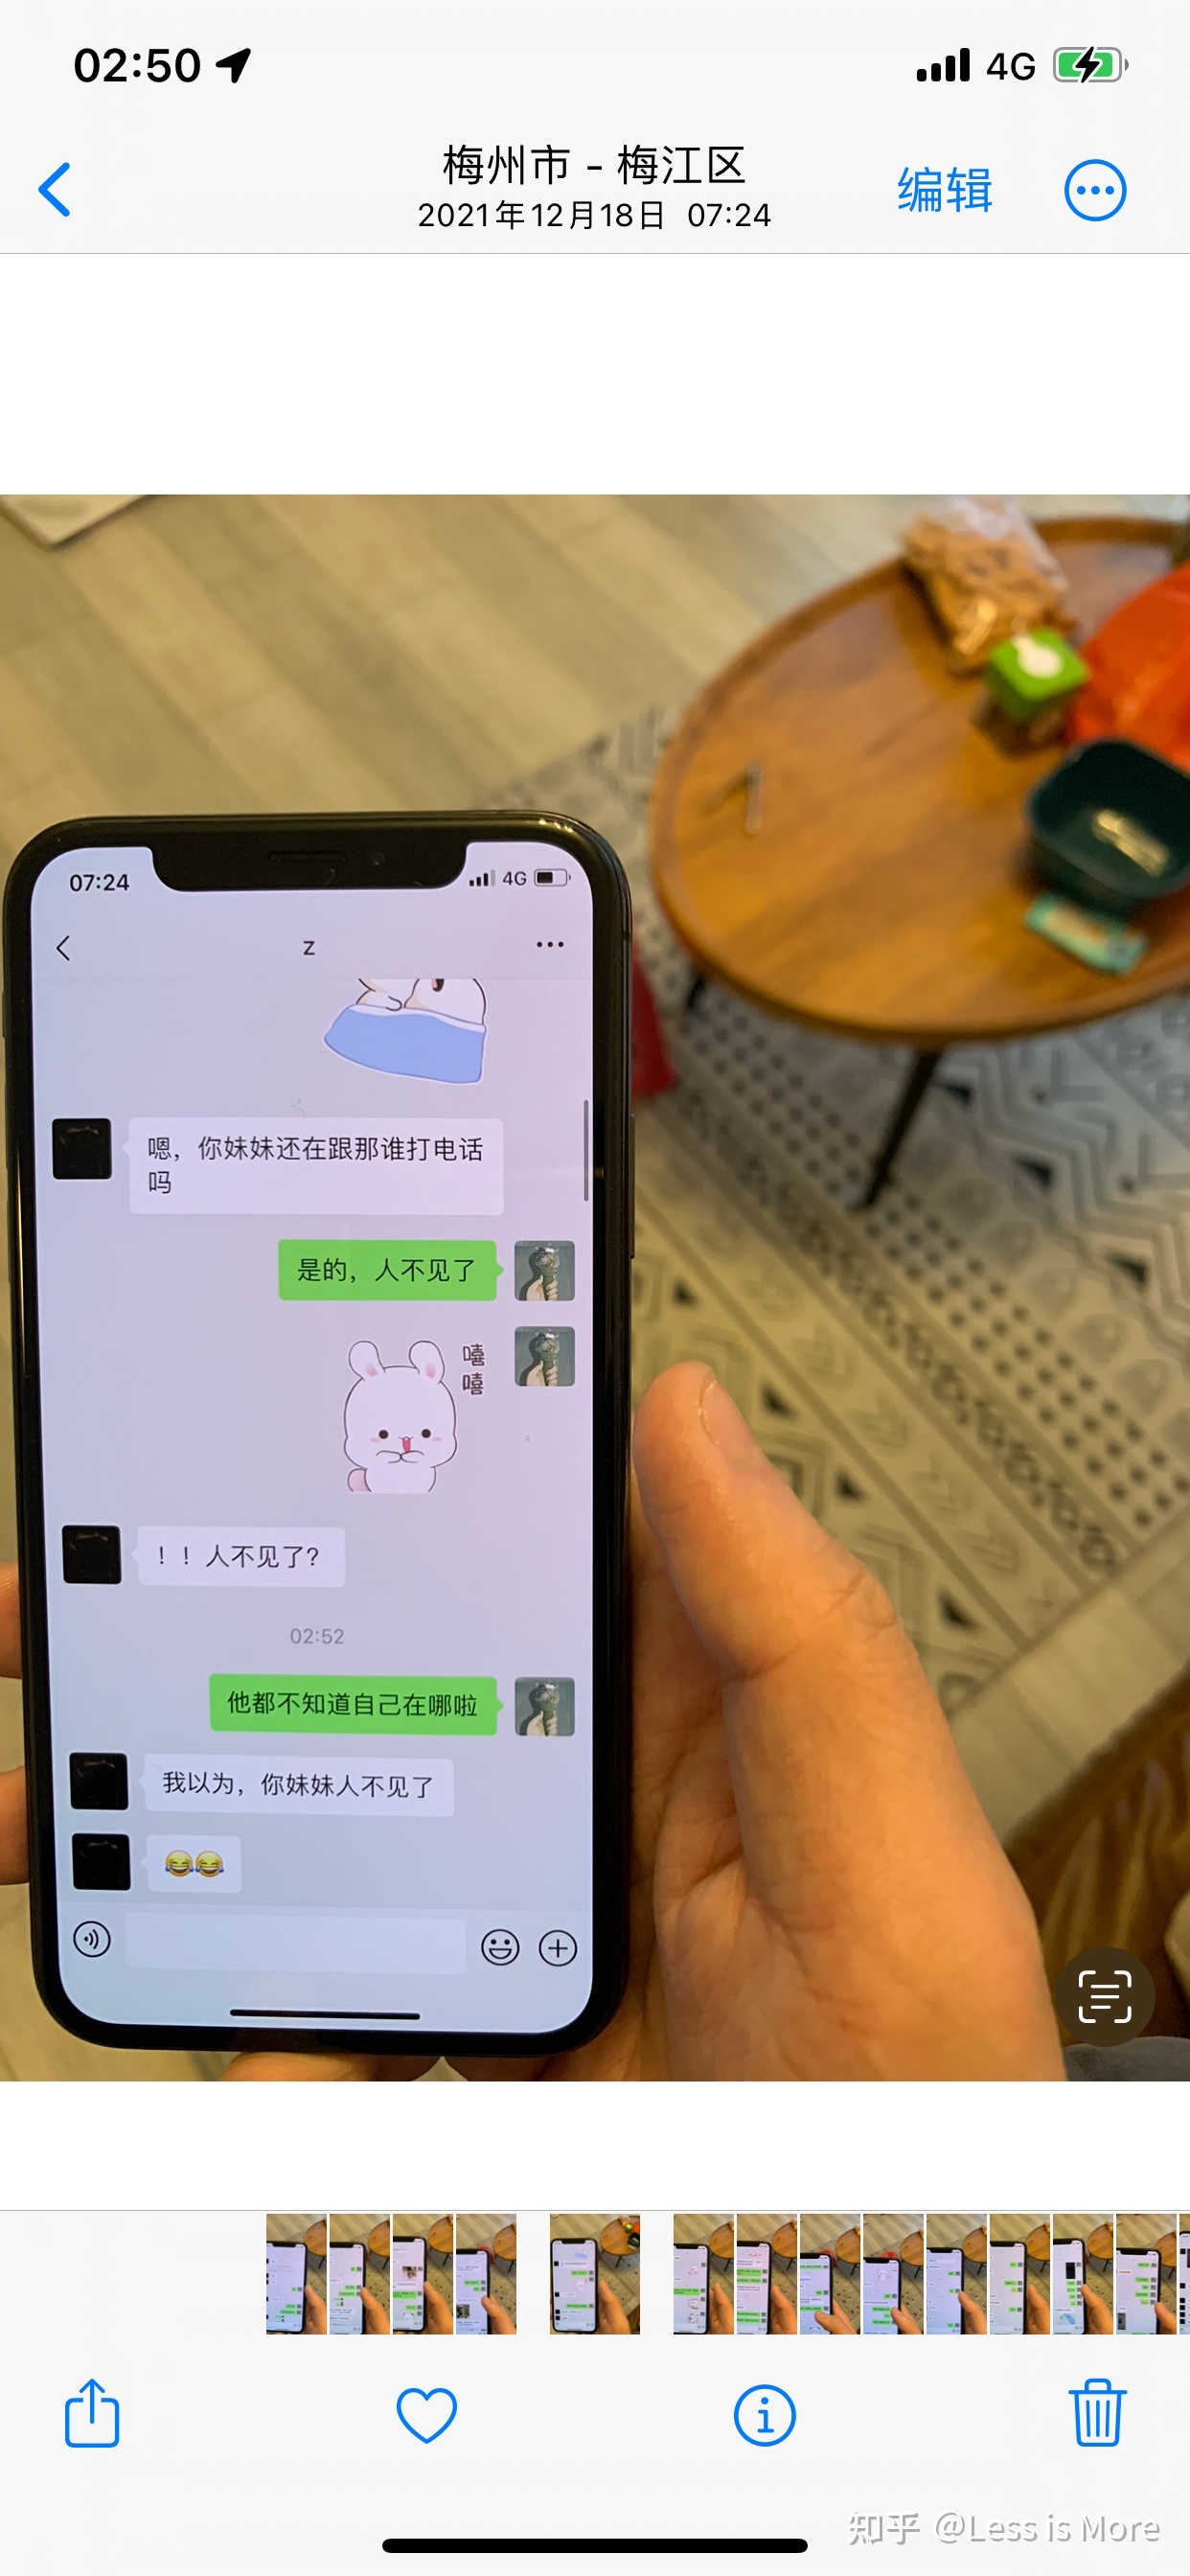 02:50
4G
梅州市 - 梅江区
2021年12月18日 07:24
编辑
07:24
4G
z
嗯，你妹妹还在跟那谁打电话
吗
是的，人不见了
嘻
嘻
！！人不见了?
02:52
他都不知道自己在哪啦
我以为，你妹妹人不见了
知乎 @Less is More